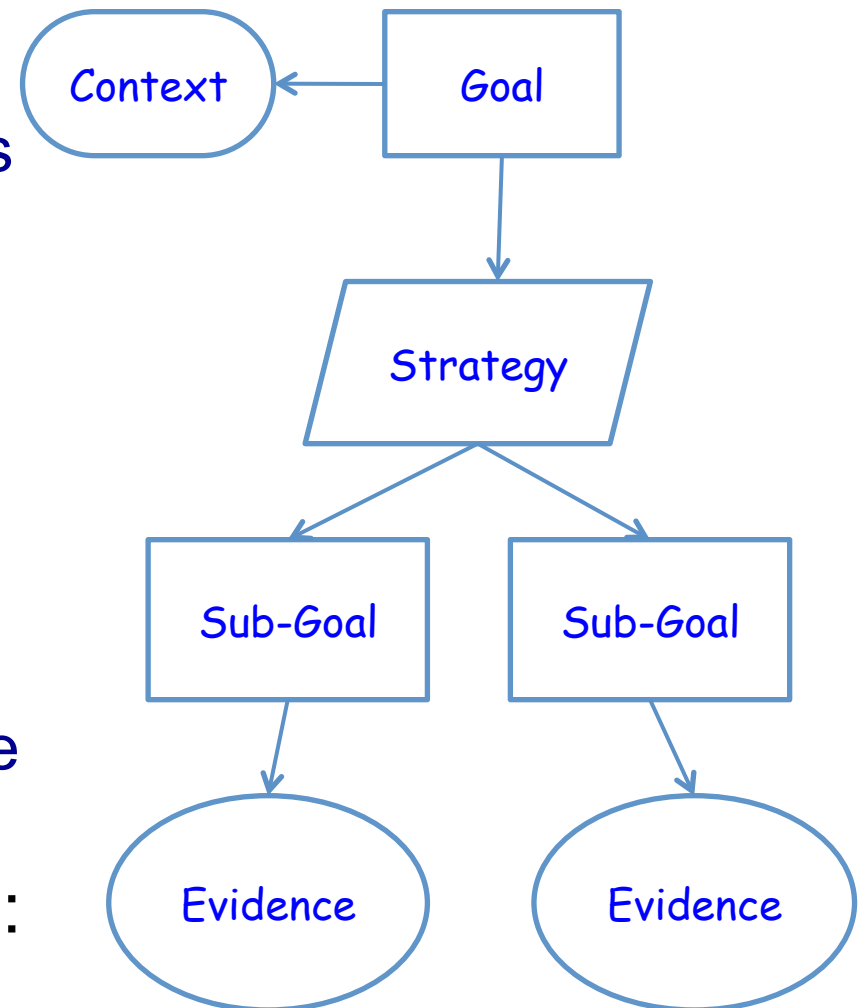 Context Goal
s
Strategy
Sub-Goal Sub-Goal
e
Evidence Evidence
: